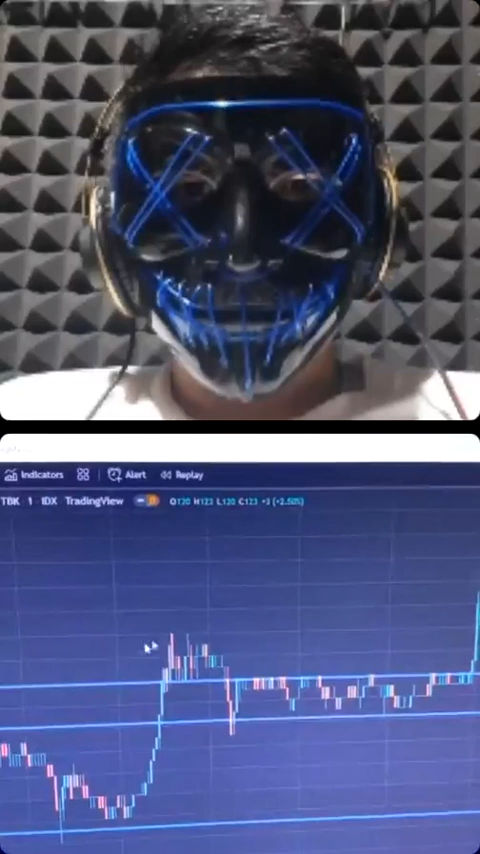 Indicators Alert Replay
TBK 1 IDX TradingView O120 H123 L120 C123 +3 (+2.50%)